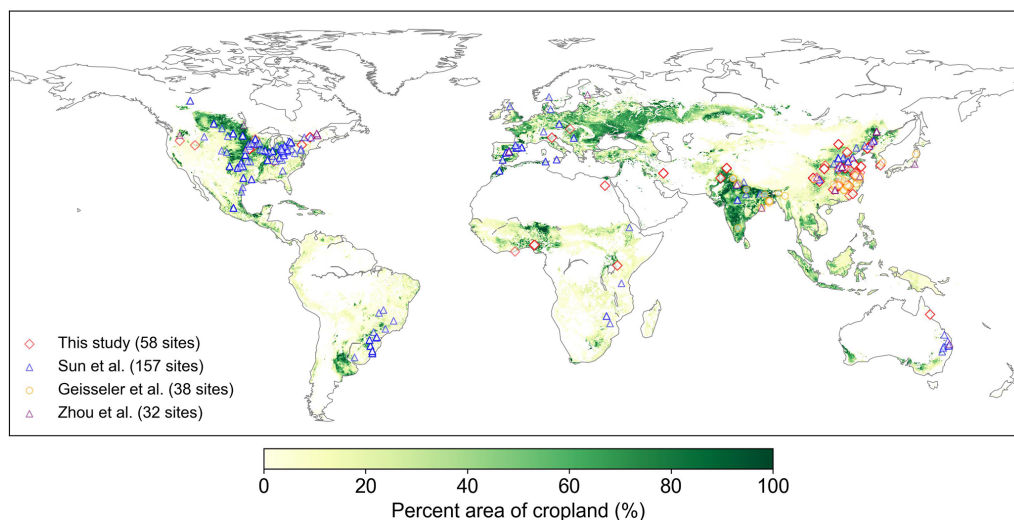 This study (58 sites)
Sun et al. (157 sites)
Geisseler et al. (38 sites)
Zhou et al. (32 sites)
0 20 40 60 80 100
Percent area of cropland (%)